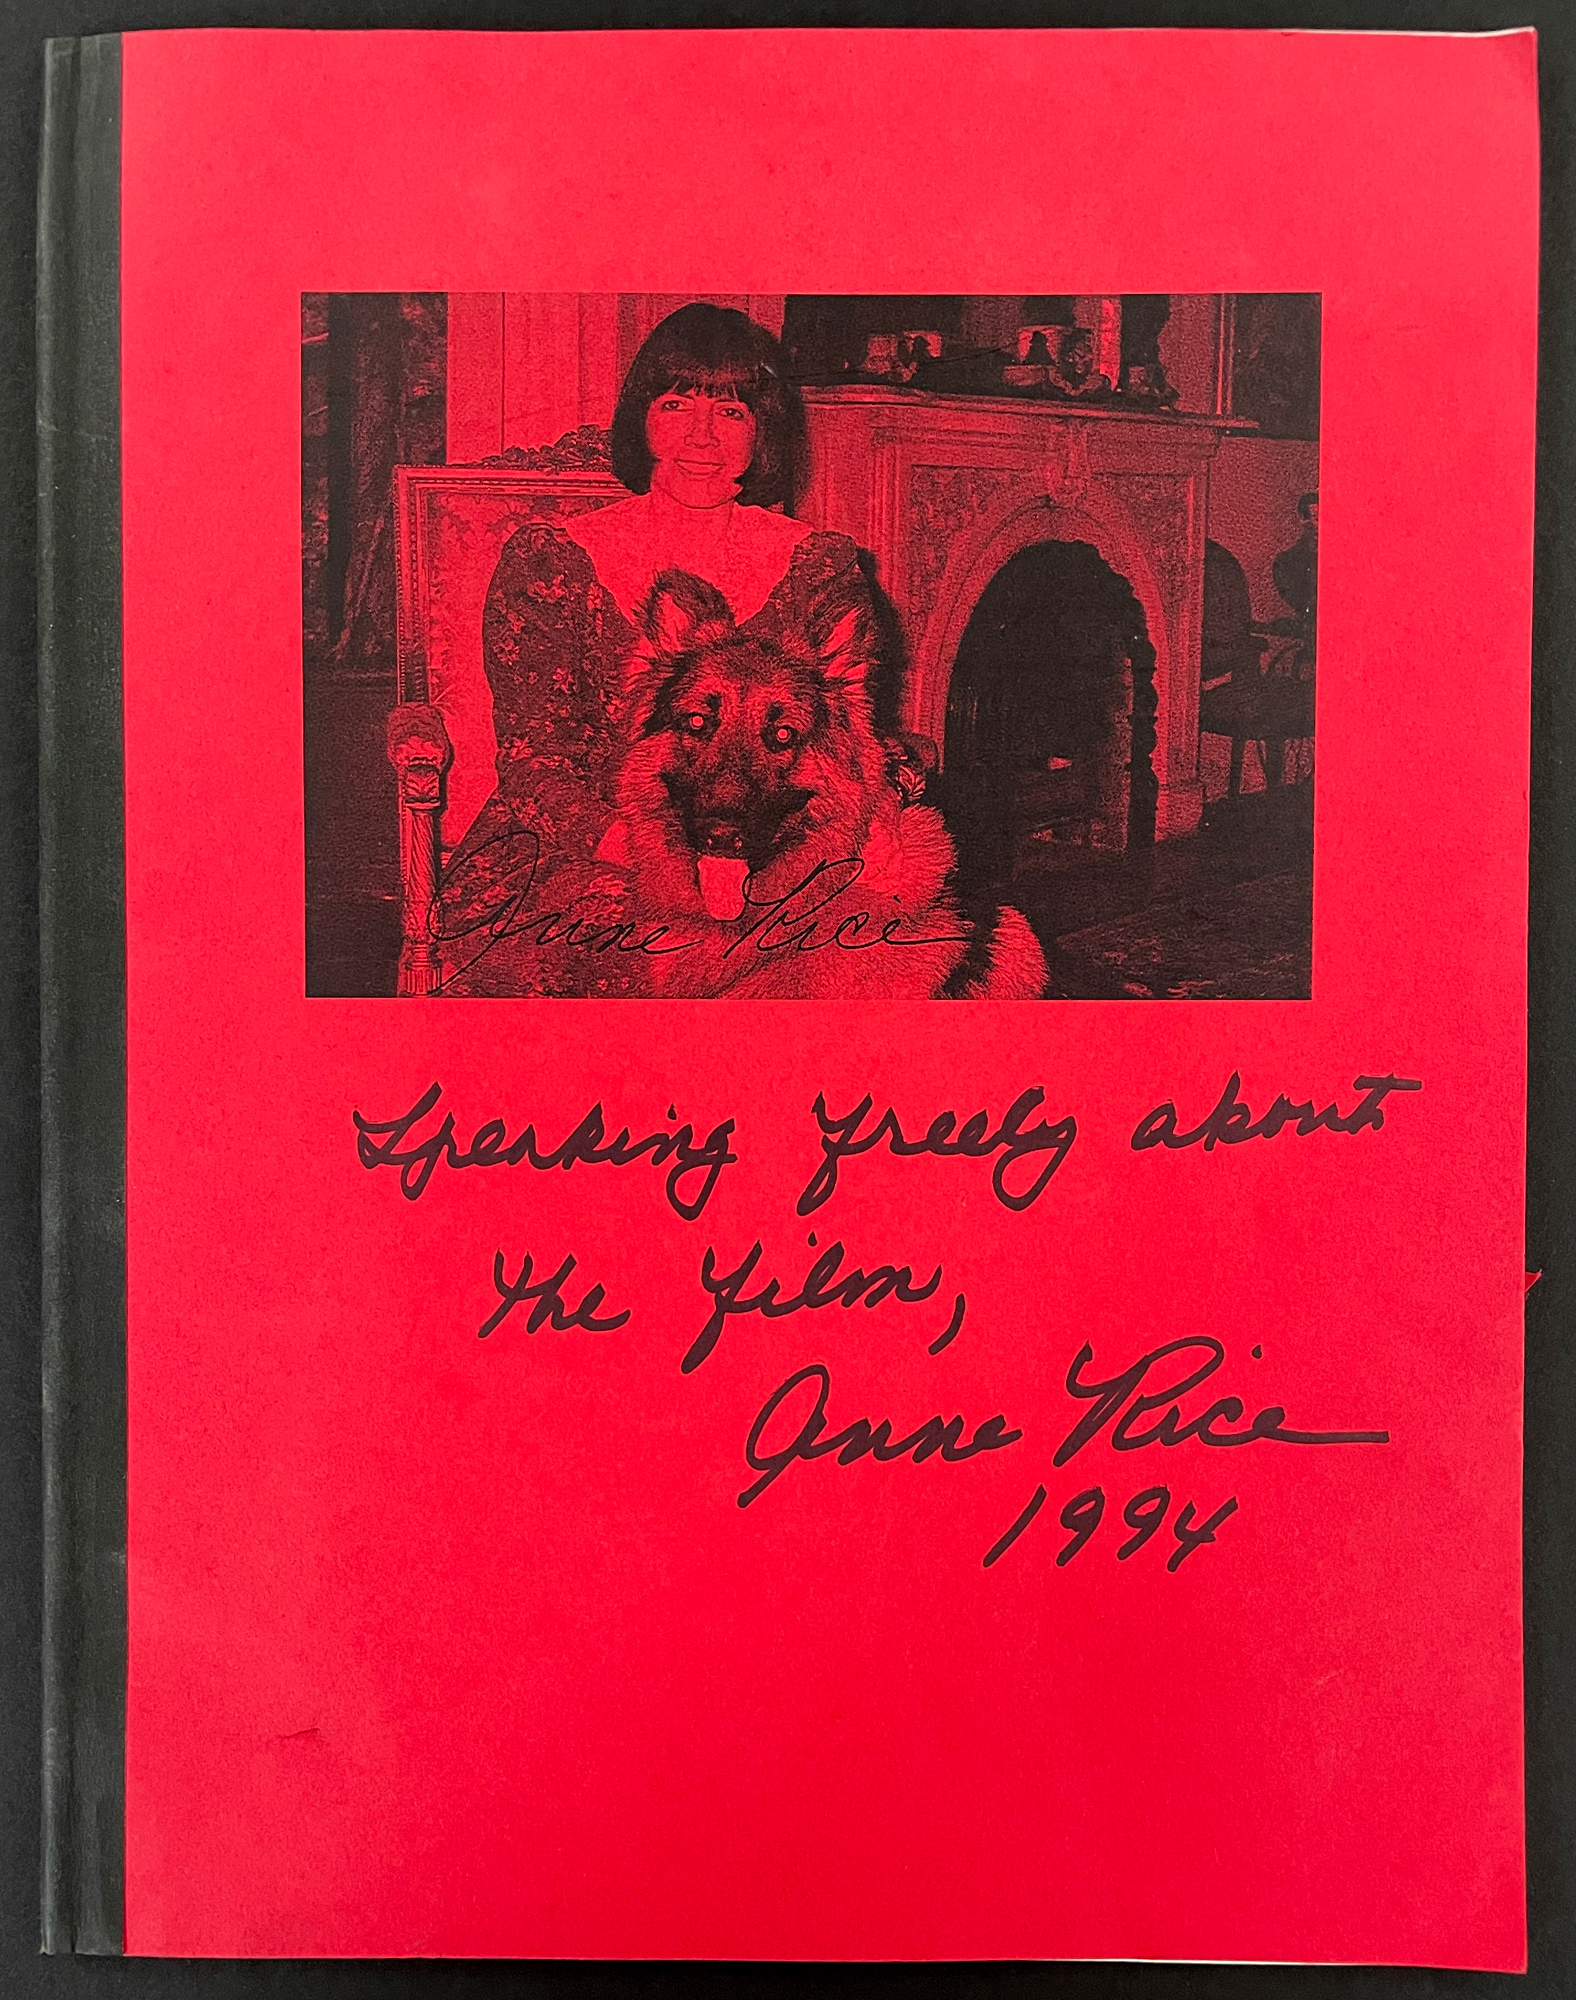 Anne Rice
Speaking freely about
the film,
Anne Rice
1994